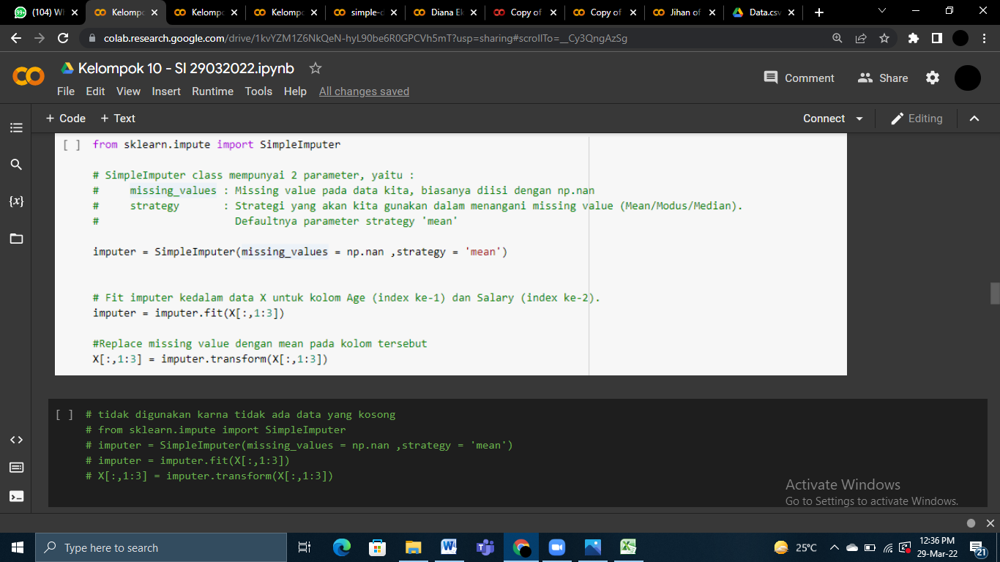 (104) W
Kelompo
Kelompo
Kelompo
simple-d
Diana Ek
Copy of
Copy of
Jihan of
Data.csv
colab.research.google.com/drive/1kvYZM1Z6NkQeN-hyL90be6R0GPCVh5mT?usp=sharing#scrollTo=__Cy3QngAzSg
Kelompok 10 - SI 29032022.ipynb
Comment
Share
File Edit View Insert Runtime Tools Help All changes saved
+ Code + Text
Connect
Editing
[ ] from sklearn.impute import SimpleImputer
# SimpleImputer class mempunyai 2 parameter, yaitu :
# missing_values : Missing value pada data kita, biasanya diisi dengan np.nan
# strategy : Strategi yang akan kita gunakan dalam menangani missing value (Mean/Modus/Median).
# Defaultnya parameter strategy 'mean'
imputer = SimpleImputer(missing_values = np.nan ,strategy = 'mean')
# Fit imputer kedalam data X untuk kolom Age (index ke-1) dan Salary (index ke-2).
imputer = imputer.fit(X[:,1:3])
#Replace missing value dengan mean pada kolom tersebut
X[:,1:3] = imputer.transform(X[:,1:3])
[ ] # tidak digunakan karna tidak ada data yang kosong
# from sklearn.impute import SimpleImputer
# imputer = SimpleImputer(missing_values = np.nan ,strategy = 'mean')
# imputer = imputer.fit(X[:,1:3])
# X[:,1:3] = imputer.transform(X[:,1:3])
Activate Windows
Go to Settings to activate Windows.
Type here to search
25°C
12:36 PM
29-Mar-22
21